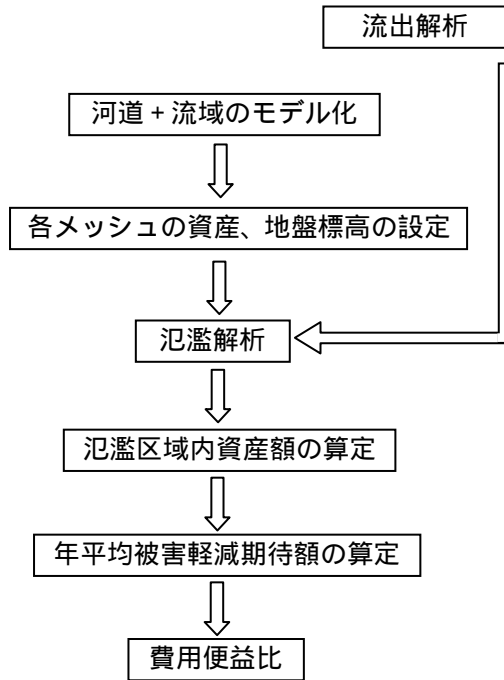 流出解析
河道+流域のモデル化
各メッシュの資産、地盤標高の設定
氾濫解析
氾濫区域内資産額の算定
年平均被害軽減期待額の算定
費用便益比